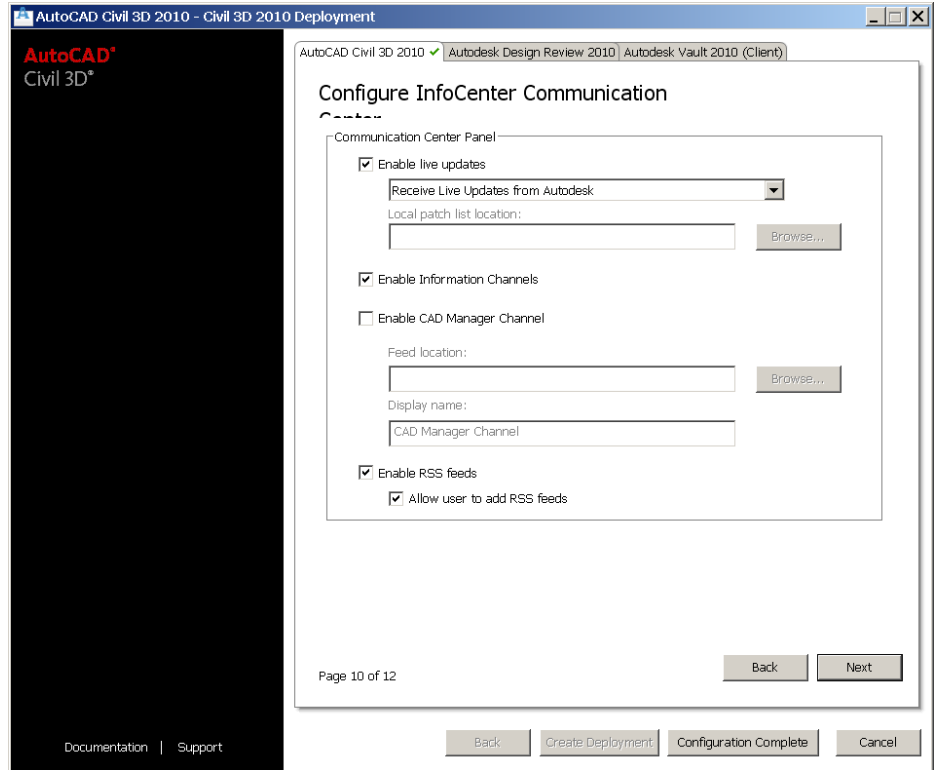 AutoCAD Civil 3D 2010 - Civil 3D 2010 Deployment
AutoCAD®
Civil 3D®
AutoCAD Civil 3D 2010 Autodesk Design Review 2010 Autodesk Vault 2010 (Client)
Configure InfoCenter Communication
Center
Communication Center Panel
Enable live updates
Receive Live Updates from Autodesk
Local patch list location:
Browse...
Enable Information Channels
Enable CAD Manager Channel
Feed location:
Browse...
Display name:
CAD Manager Channel
Enable RSS feeds
Allow user to add RSS feeds
Page 10 of 12
Back Next
Documentation | Support
Back Create Deployment Configuration Complete Cancel